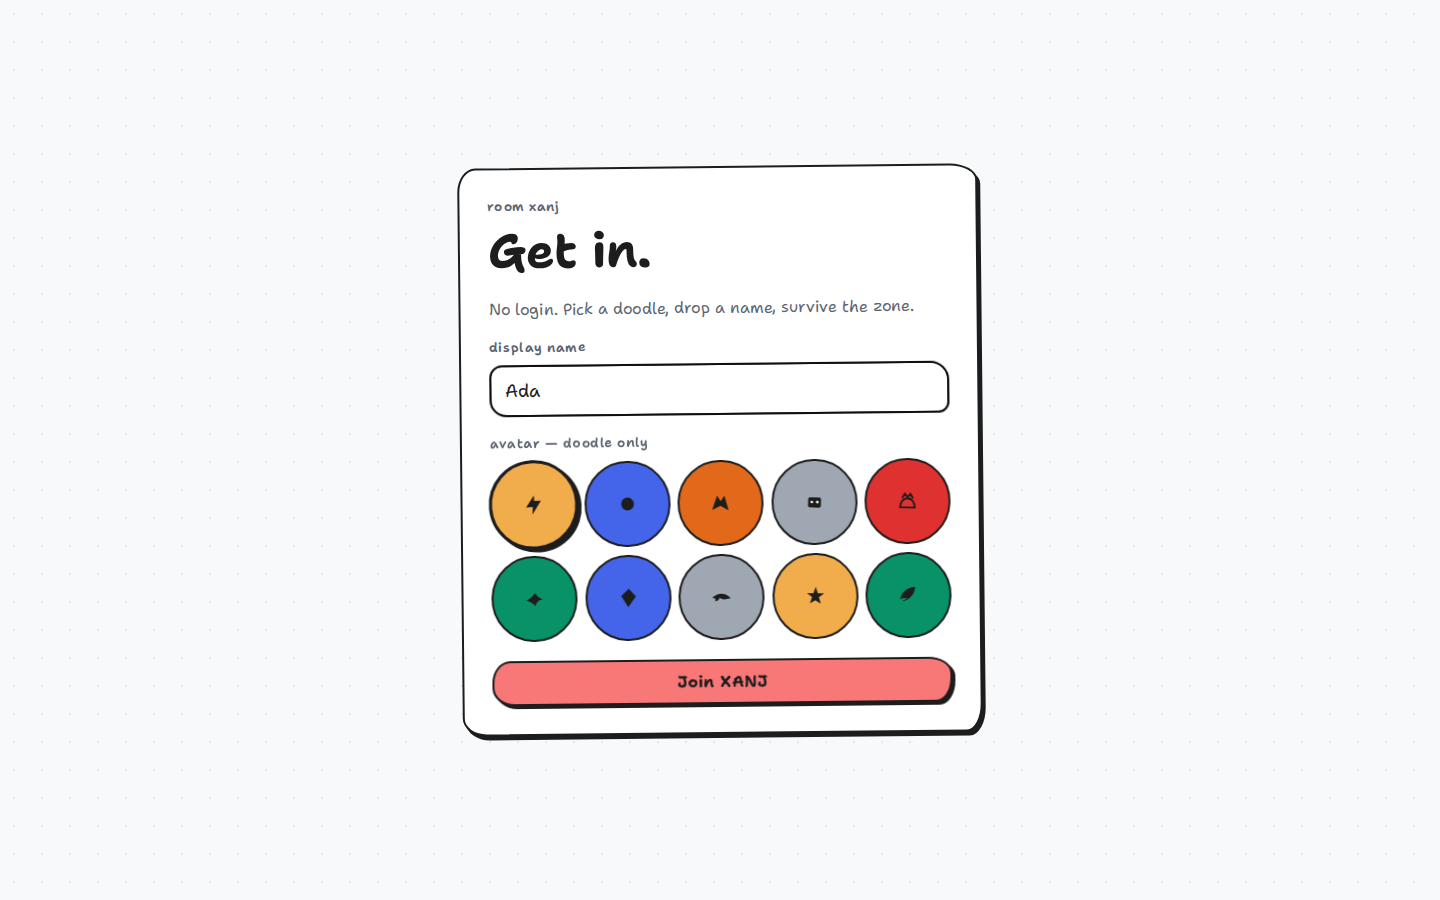 room xanj
Get in.
No login. Pick a doodle, drop a name, survive the zone.
display name
Ada
avatar — doodle only
Join XANJ